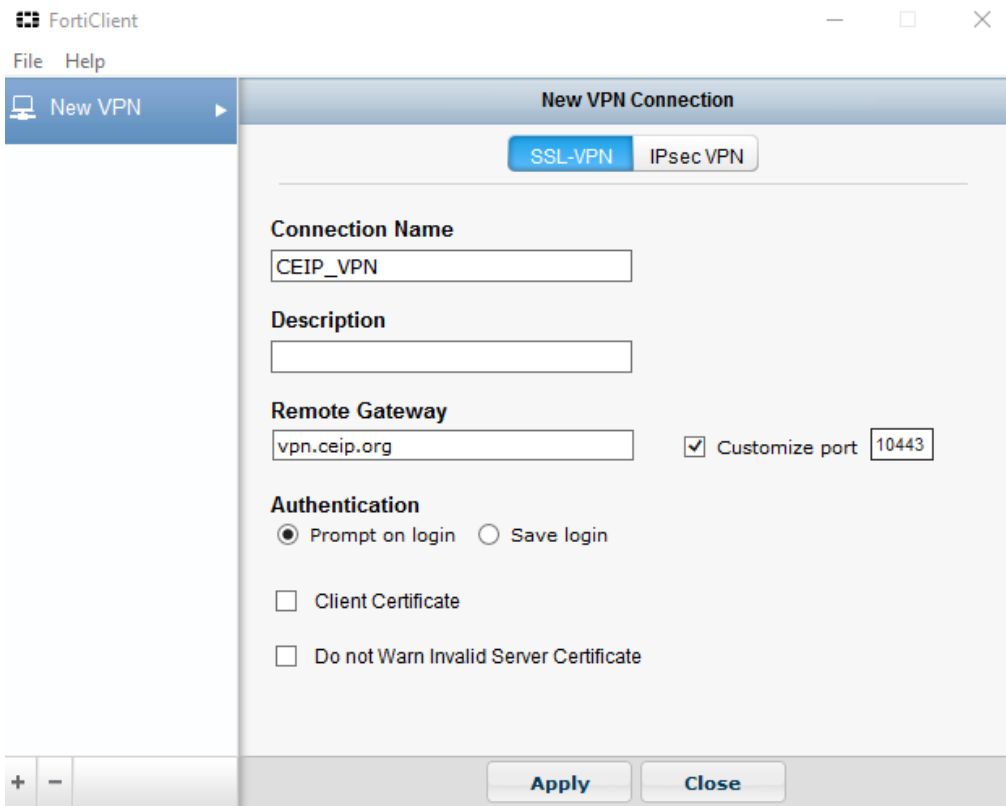 FortiClient
File Help
New VPN
New VPN Connection
SSL-VPN IPsec VPN
Connection Name
CEIP_VPN
Description
Remote Gateway
vpn.ceip.org Customize port 10443
Authentication
Prompt on login Save login
Client Certificate
Do not Warn Invalid Server Certificate
+ −
Apply Close